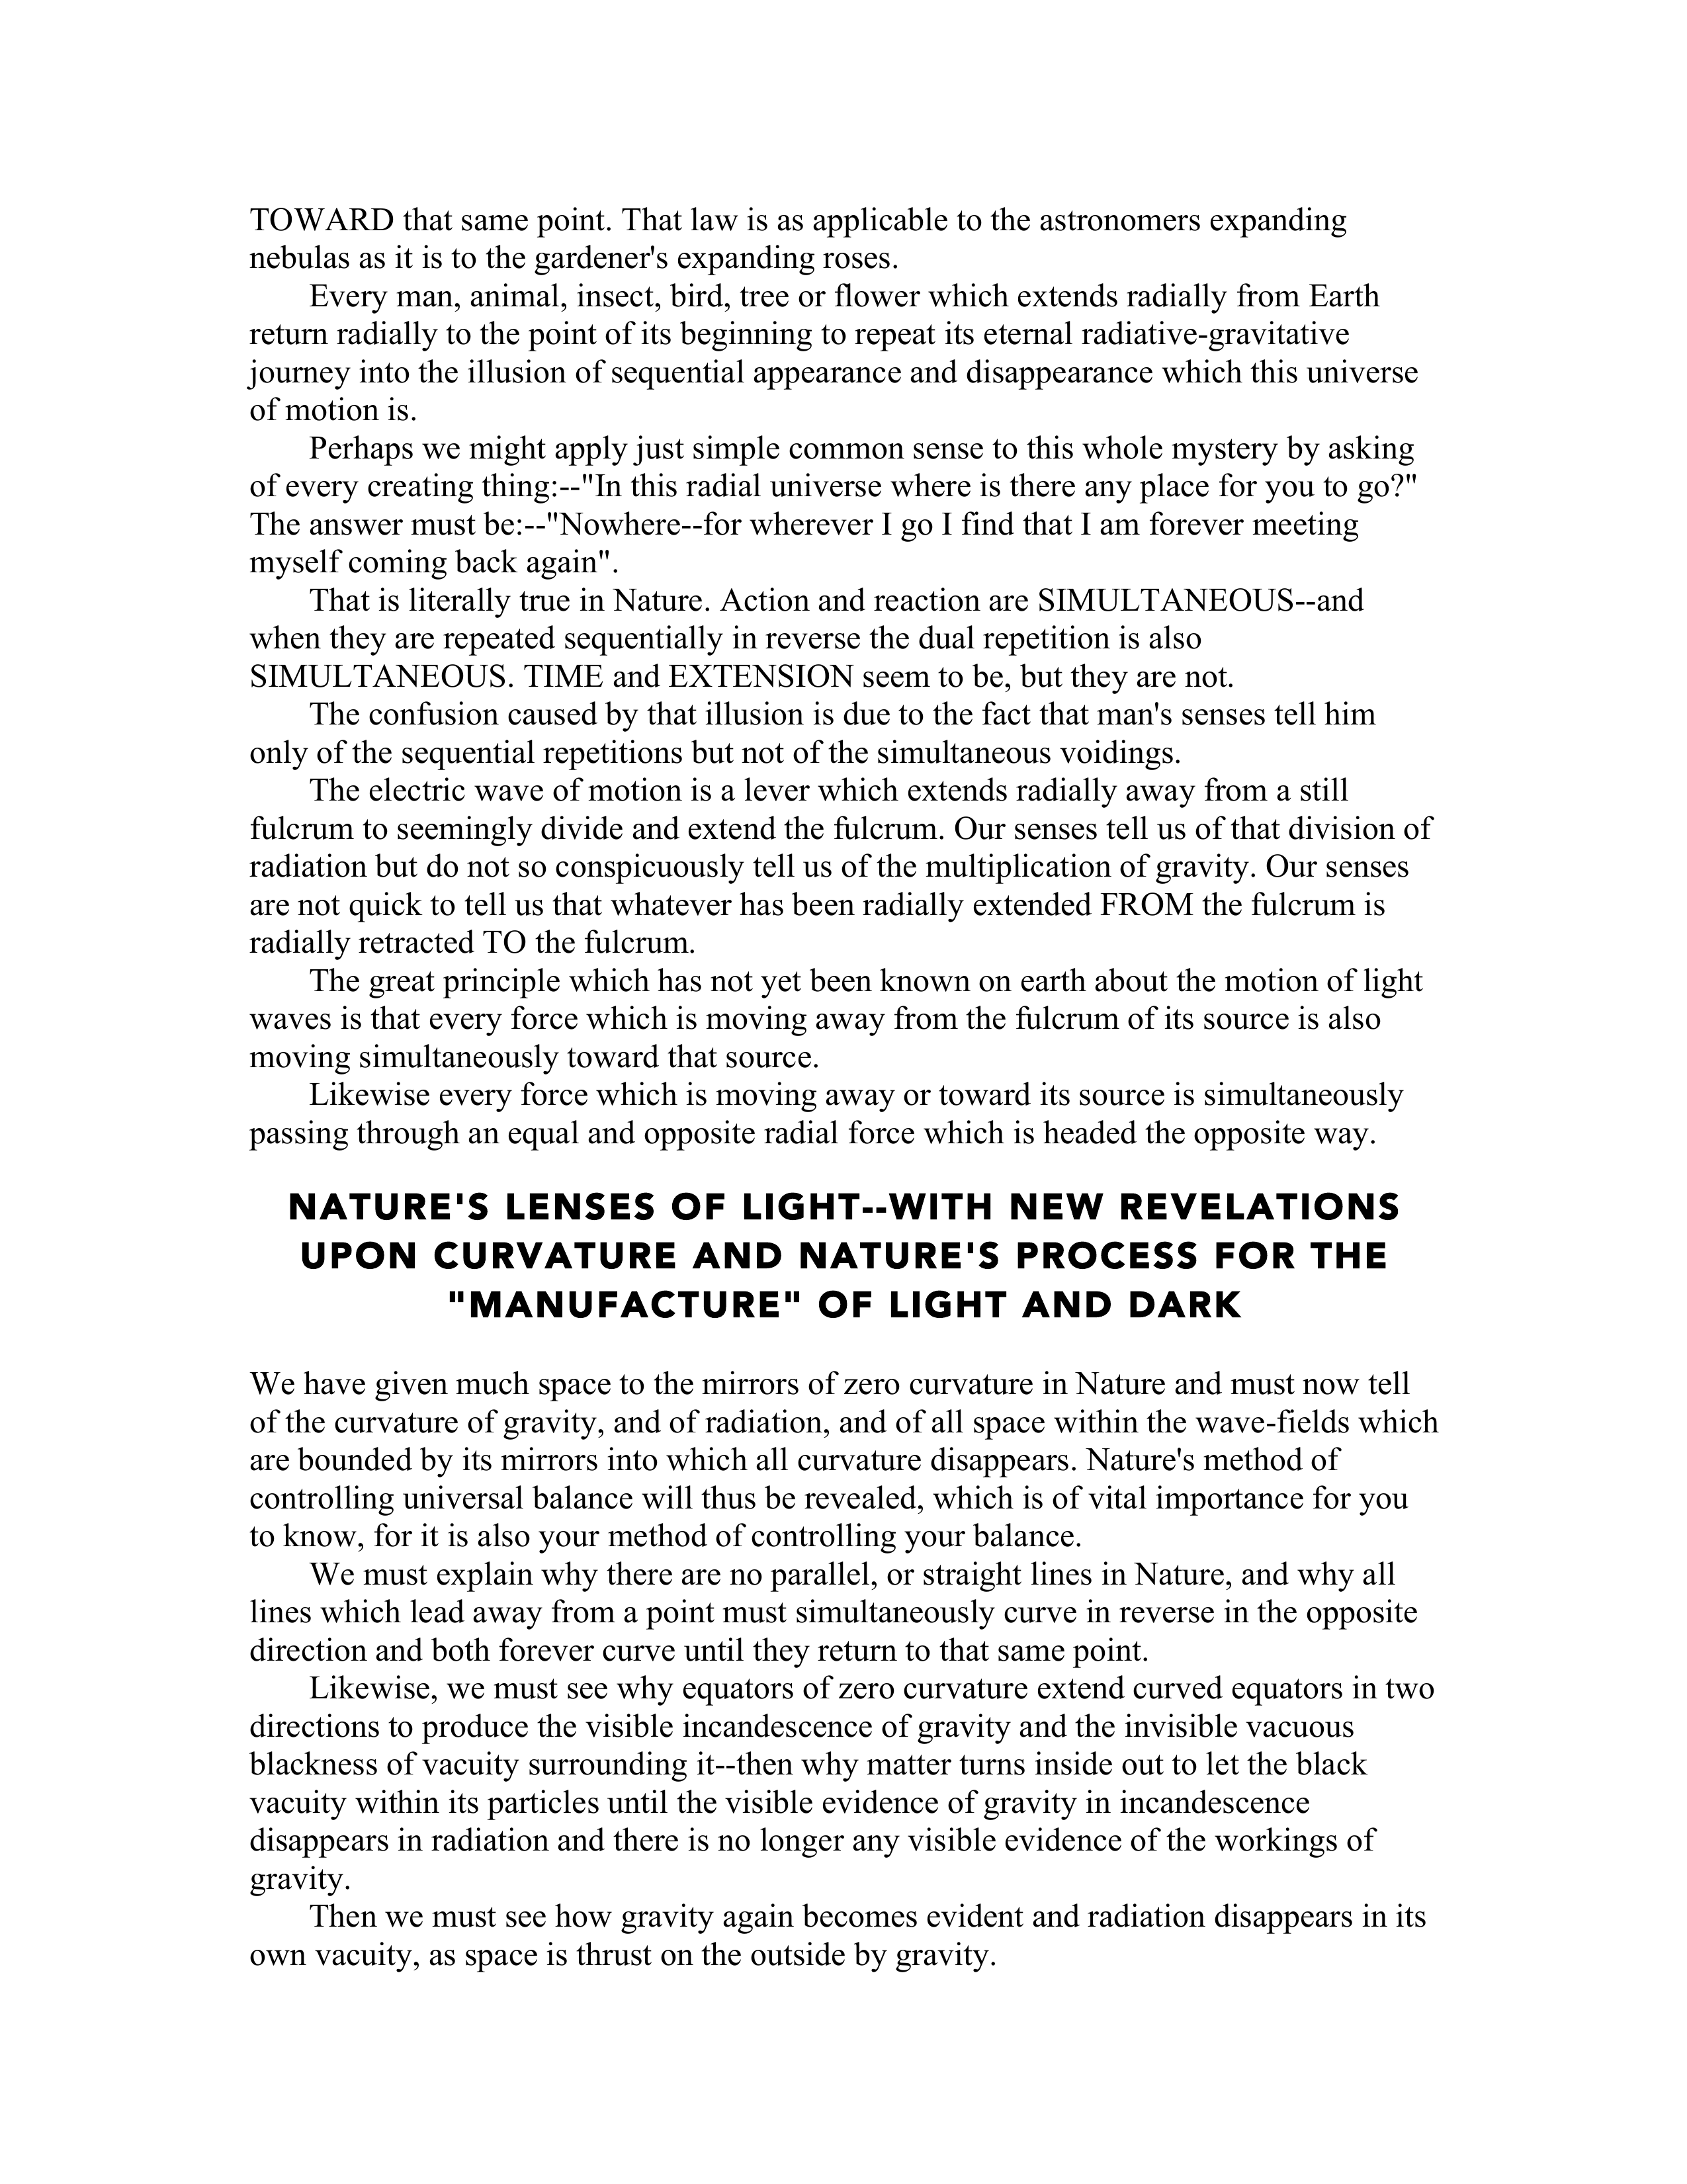 TOWARD that same point. That law is as applicable to the astronomers expanding
nebulas as it is to the gardener's expanding roses.
Every man, animal, insect, bird, tree or flower which extends radially from Earth
return radially to the point of its beginning to repeat its eternal radiative-gravitative
journey into the illusion of sequential appearance and disappearance which this universe
of motion is.
Perhaps we might apply just simple common sense to this whole mystery by asking
of every creating thing:--"In this radial universe where is there any place for you to go?"
The answer must be:--"Nowhere--for wherever I go I find that I am forever meeting
myself coming back again".
That is literally true in Nature. Action and reaction are SIMULTANEOUS--and
when they are repeated sequentially in reverse the dual repetition is also
SIMULTANEOUS. TIME and EXTENSION seem to be, but they are not.
The confusion caused by that illusion is due to the fact that man's senses tell him
only of the sequential repetitions but not of the simultaneous voidings.
The electric wave of motion is a lever which extends radially away from a still
fulcrum to seemingly divide and extend the fulcrum. Our senses tell us of that division of
radiation but do not so conspicuously tell us of the multiplication of gravity. Our senses
are not quick to tell us that whatever has been radially extended FROM the fulcrum is
radially retracted TO the fulcrum.
The great principle which has not yet been known on earth about the motion of light
waves is that every force which is moving away from the fulcrum of its source is also
moving simultaneously toward that source.
Likewise every force which is moving away or toward its source is simultaneously
passing through an equal and opposite radial force which is headed the opposite way.
NATURE'S LENSES OF LIGHT--WITH NEW REVELATIONS
UPON CURVATURE AND NATURE'S PROCESS FOR THE
"MANUFACTURE" OF LIGHT AND DARK
We have given much space to the mirrors of zero curvature in Nature and must now tell
of the curvature of gravity, and of radiation, and of all space within the wave-fields which
are bounded by its mirrors into which all curvature disappears. Nature's method of
controlling universal balance will thus be revealed, which is of vital importance for you
to know, for it is also your method of controlling your balance.
We must explain why there are no parallel, or straight lines in Nature, and why all
lines which lead away from a point must simultaneously curve in reverse in the opposite
direction and both forever curve until they return to that same point.
Likewise, we must see why equators of zero curvature extend curved equators in two
directions to produce the visible incandescence of gravity and the invisible vacuous
blackness of vacuity surrounding it--then why matter turns inside out to let the black
vacuity within its particles until the visible evidence of gravity in incandescence
disappears in radiation and there is no longer any visible evidence of the workings of
gravity.
Then we must see how gravity again becomes evident and radiation disappears in its
own vacuity, as space is thrust on the outside by gravity.